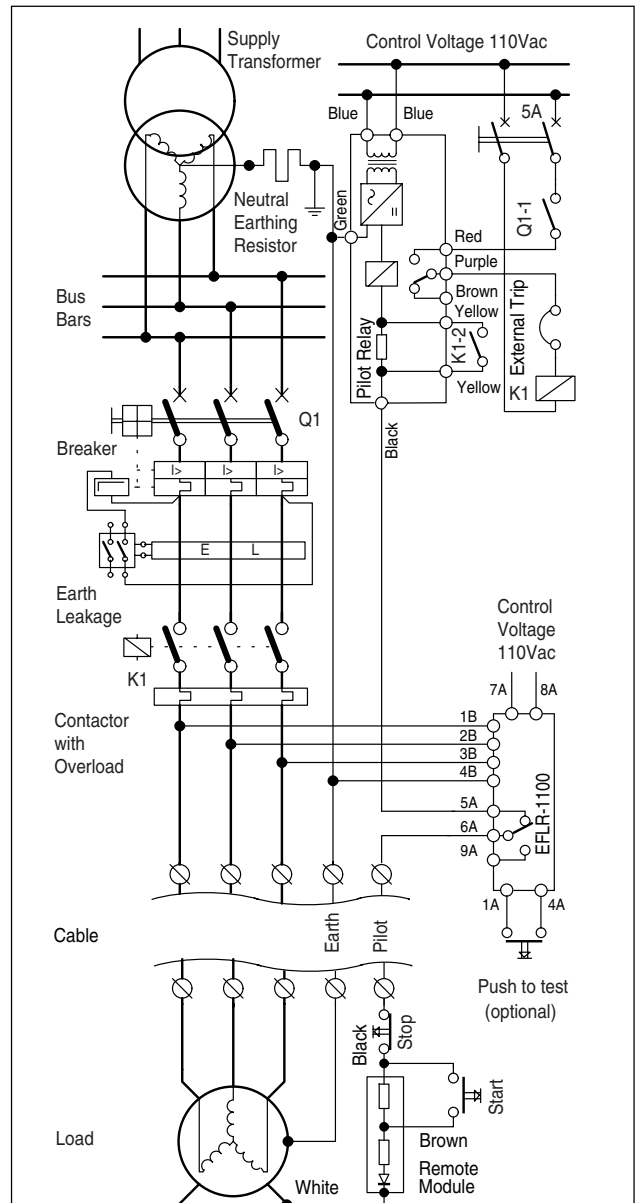 Supply
Transformer
Control Voltage 110Vac
5A
Blue
Blue
Green
Q1-1
Neutral
Earthing
Resistor
Red
Purple
Brown
Yellow
Bus
Bars
Pilot Relay
K1-2
External Trip
Yellow
K1
Q1
Black
Breaker
I>
I>
I>
E L
Earth
Leakage
Control
Voltage
110Vac
K1
7A
8A
Contactor
with
Overload
1B
2B
3B
4B
5A
6A
9A
EFLR-1100
1A
4A
Cable
Earth
Pilot
Push to test
(optional)
Black
Stop
Start
Load
Brown
White
Remote
Module